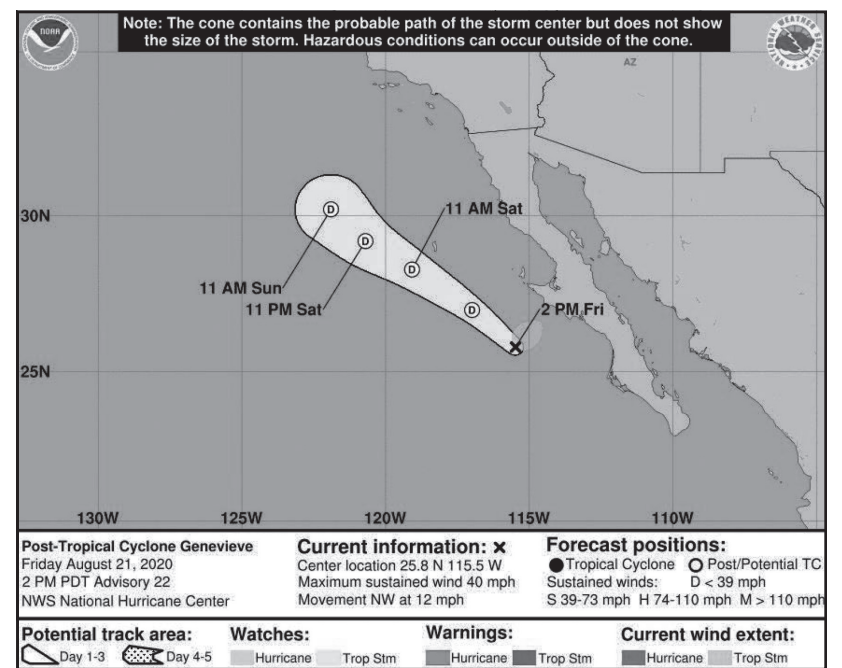 Note: The cone contains the probable path of the storm center but does not show
the size of the storm. Hazardous conditions can occur outside of the cone.
NOAA
AZ
30N
11 AM Sat
11 AM Sun
11 PM Sat
2 PM Fri
25N
130W 125W 120W 115W 110W
Post-Tropical Cyclone Genevieve
Friday August 21, 2020
2 PM PDT Advisory 22
NWS National Hurricane Center
Current information: x
Center location 25.8 N 115.5 W
Maximum sustained wind 40 mph
Movement NW at 12 mph
Forecast positions:
Tropical Cyclone Post/Potential TC
Sustained winds: D < 39 mph
S 39-73 mph H 74-110 mph M > 110 mph
Potential track area:
Day 1-3 Day 4-5
Watches:
Hurricane Trop Stm
Warnings:
Hurricane Trop Stm
Current wind extent:
Hurricane Trop Stm
D
D
D
D